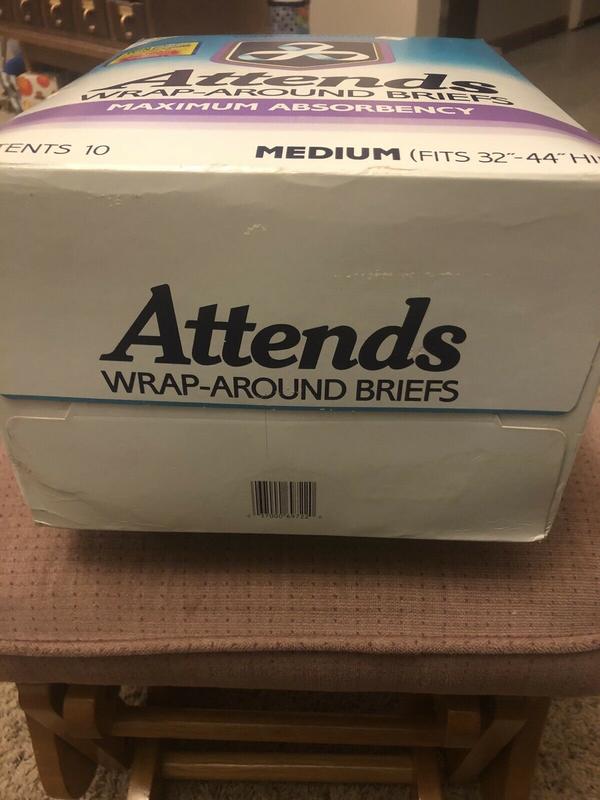 Attends
WRAP-AROUND BRIEFS
MAXIMUM ABSORBENCY
TENTS 10
MEDIUM (FITS 32"-44" HI
Attends
WRAP-AROUND BRIEFS